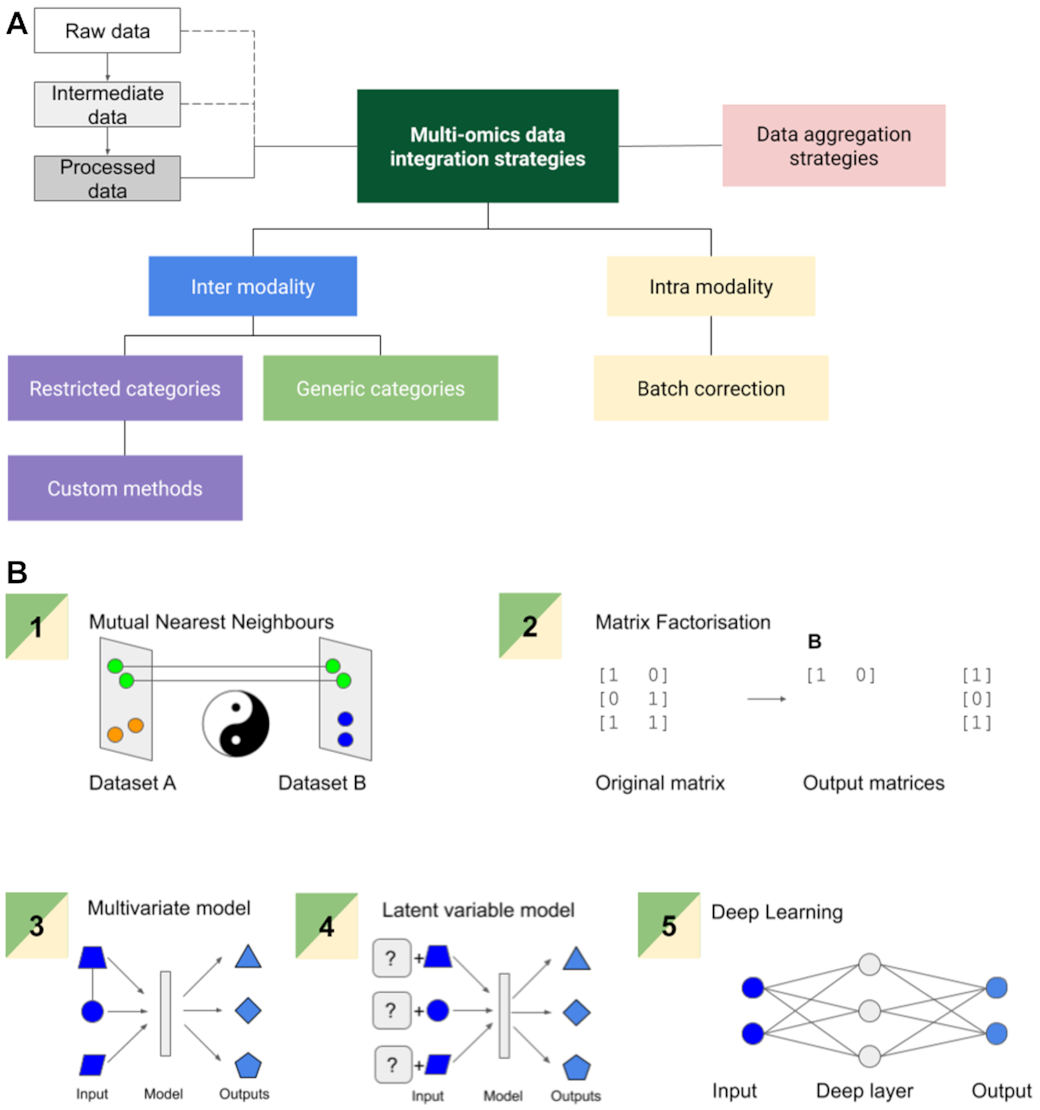 A
Raw data
Intermediate
data
Processed
data
Multi-omics data
integration strategies
Data aggregation
strategies
Inter modality
Intra modality
Restricted categories
Generic categories
Batch correction
Custom methods
B
1
Mutual Nearest Neighbours
Dataset A
Dataset B
2
Matrix Factorisation
B
[1 0]
[0 1]
[1 1]
[1 0]
[1]
[0]
[1]
Original matrix
Output matrices
3
Multivariate model
Input
Model
Outputs
4
Latent variable model
? +
? +
? +
Input
Model
Outputs
5
Deep Learning
Input
Deep layer
Output